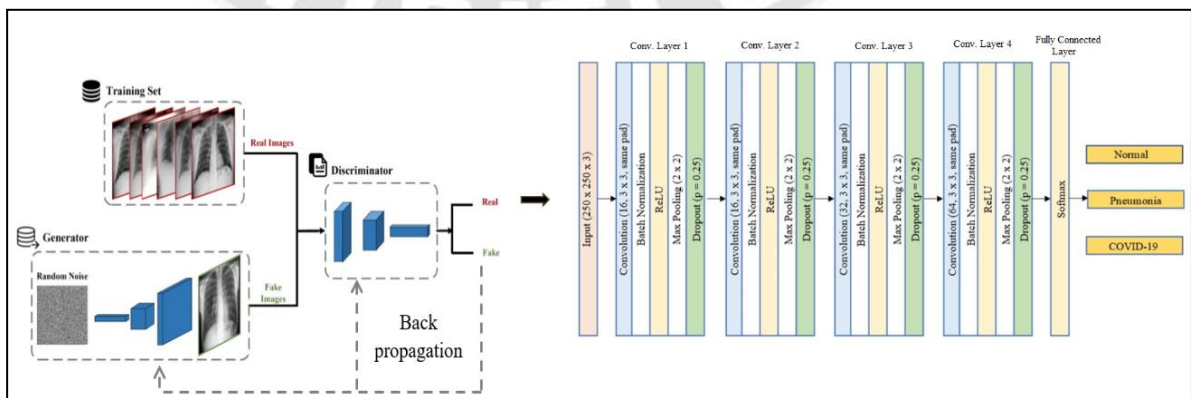 Training Set
Real Images
Generator
Random Noise
Fake
Images
Discriminator
Real
Fake
Back
propagation
Input (250 x 250 x 3)
Conv. Layer 1
Convolution (16, 3 x 3, same pad)
Batch Normalization
ReLU
Max Pooling (2 x 2)
Dropout (p = 0.25)
Conv. Layer 2
Convolution (16, 3 x 3, same pad)
Batch Normalization
ReLU
Max Pooling (2 x 2)
Dropout (p = 0.25)
Conv. Layer 3
Convolution (32, 3 x 3, same pad)
Batch Normalization
ReLU
Max Pooling (2 x 2)
Dropout (p = 0.25)
Conv. Layer 4
Convolution (64, 3 x 3, same pad)
Batch Normalization
ReLU
Max Pooling (2 x 2)
Dropout (p = 0.25)
Fully Connected
Layer
Softmax
Normal
Pneumonia
COVID-19